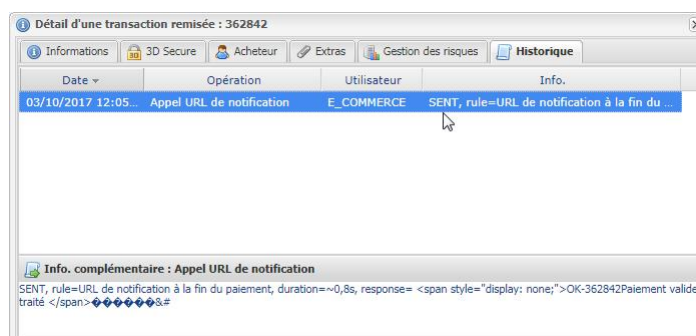 Détail d'une transaction remisée : 362842
Informations 3D Secure Acheteur Extras Gestion des risques Historique
Date Opération Utilisateur Info.
03/10/2017 12:05... Appel URL de notification E_COMMERCE SENT, rule=URL de notification à la fin du ...
Info. complémentaire : Appel URL de notification
SENT, rule=URL de notification à la fin du paiement, duration=~0,8s, response= <span style="display: none;">OK-362842Paiement valide
traité </span>������&#